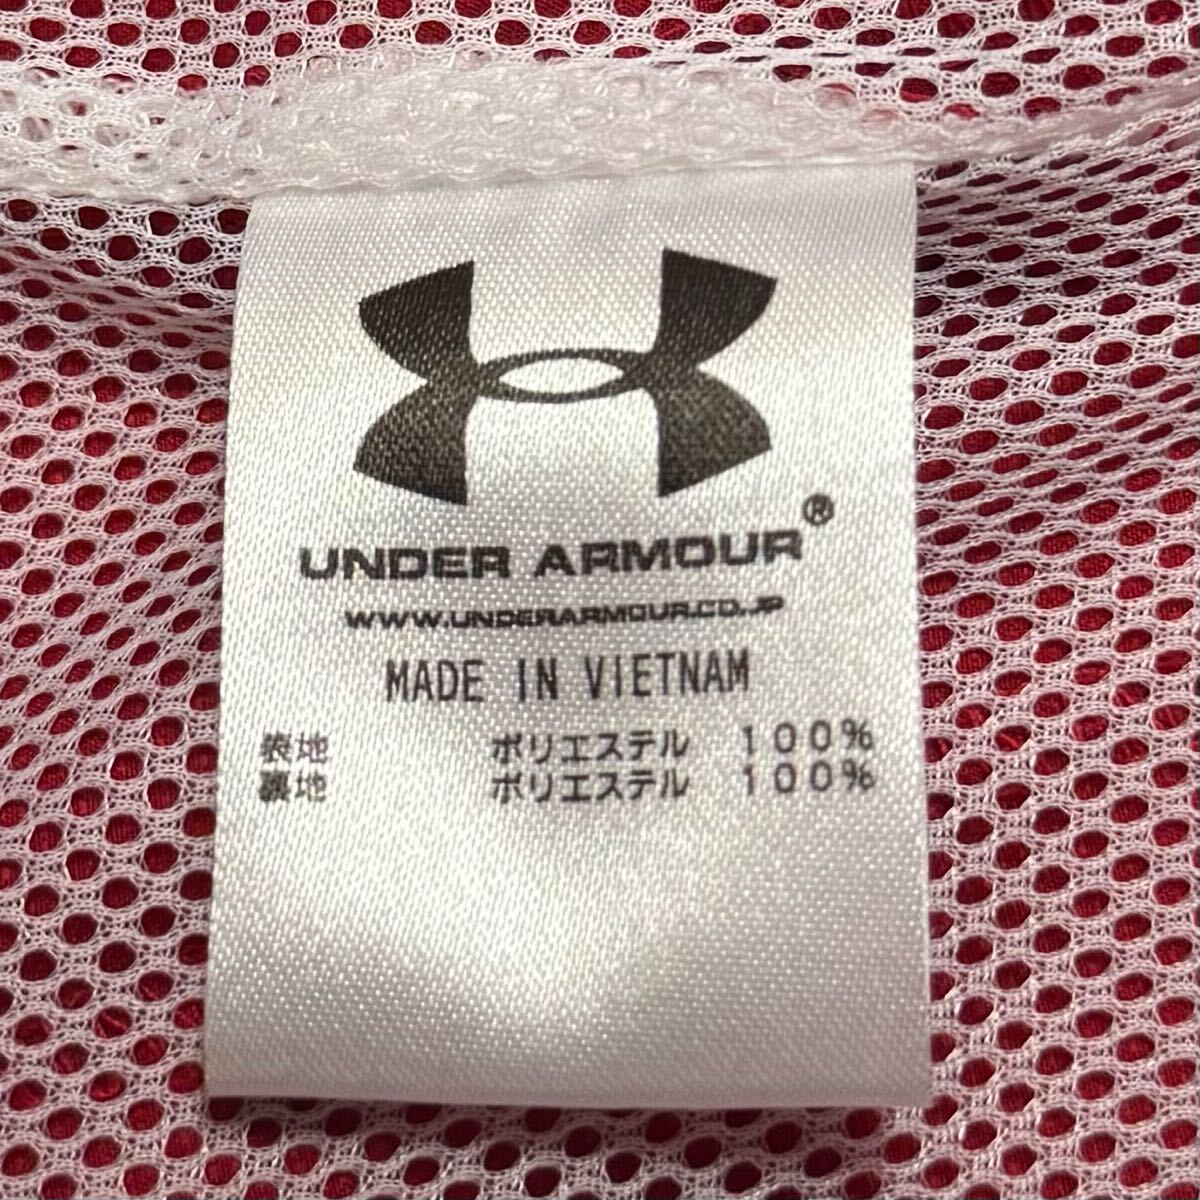 UNDER ARMOUR®
WWW.UNDERARMOUR.CO.JP
MADE IN VIETNAM
表地 ポリエステル 100%
裏地 ポリエステル 100%